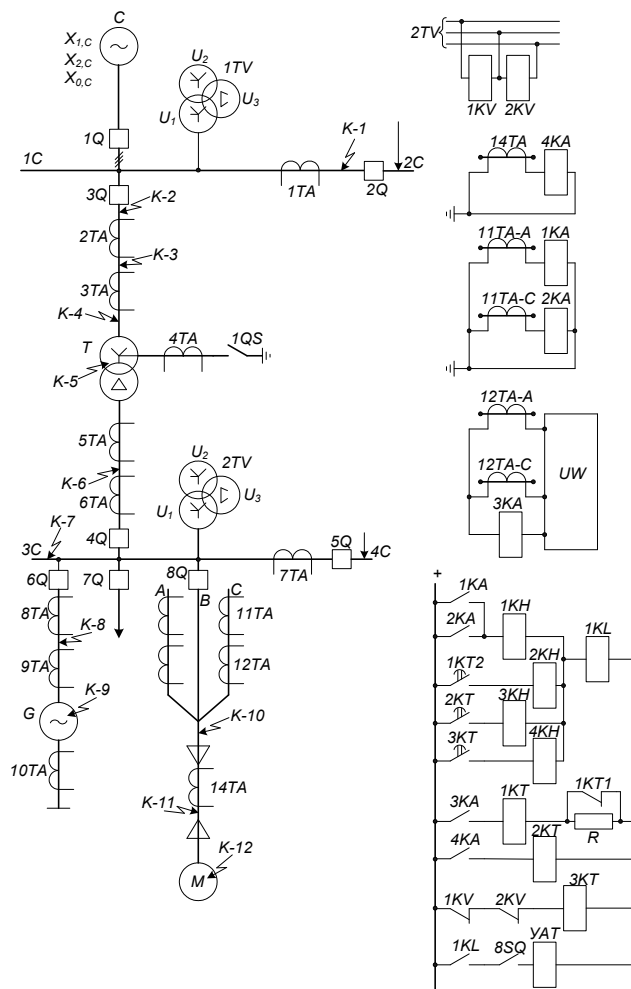 C
X1,C
X2,C
X0,C
U2
1TV
U1
U3
1Q
1C
K-1
2C
1TA
2Q
3Q
K-2
2TA
K-3
3TA
K-4
T
4TA
1QS
K-5
5TA
K-6
6TA
U2
2TV
U1
U3
4Q
K-7
3C
5Q
4C
7TA
6Q
7Q
8Q
A
B
C
8TA
11TA
K-8
9TA
12TA
K-9
G
K-10
10TA
14TA
K-11
K-12
M
2TV
1KV
2KV
14TA
4KA
11TA-A
1KA
11TA-C
2KA
12TA-A
12TA-C
UW
3KA
+
1KA
1KH
1KL
2KA
2KH
1KT2
2KT
3KH
3KT
4KH
1KT
1KT1
3KA
R
4KA
2KT
3KT
1KV
2KV
1KL
8SQ
УАТ